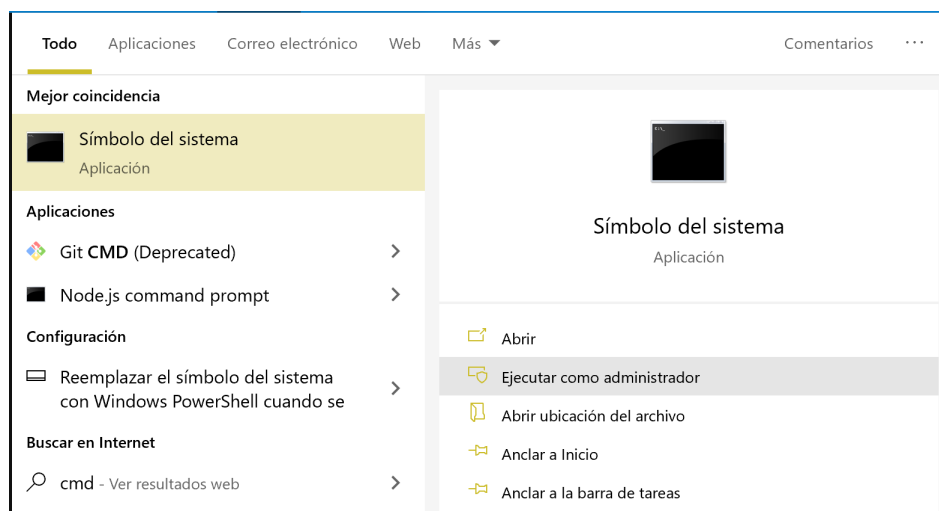 Todo Aplicaciones Correo electrónico Web Más Comentarios ...
Mejor coincidencia
Símbolo del sistema
Aplicación
Aplicaciones
Git CMD (Deprecated)
Node.js command prompt
Configuración
Reemplazar el símbolo del sistema
con Windows PowerShell cuando se
Buscar en Internet
cmd - Ver resultados web
Símbolo del sistema
Aplicación
Abrir
Ejecutar como administrador
Abrir ubicación del archivo
Anclar a Inicio
Anclar a la barra de tareas